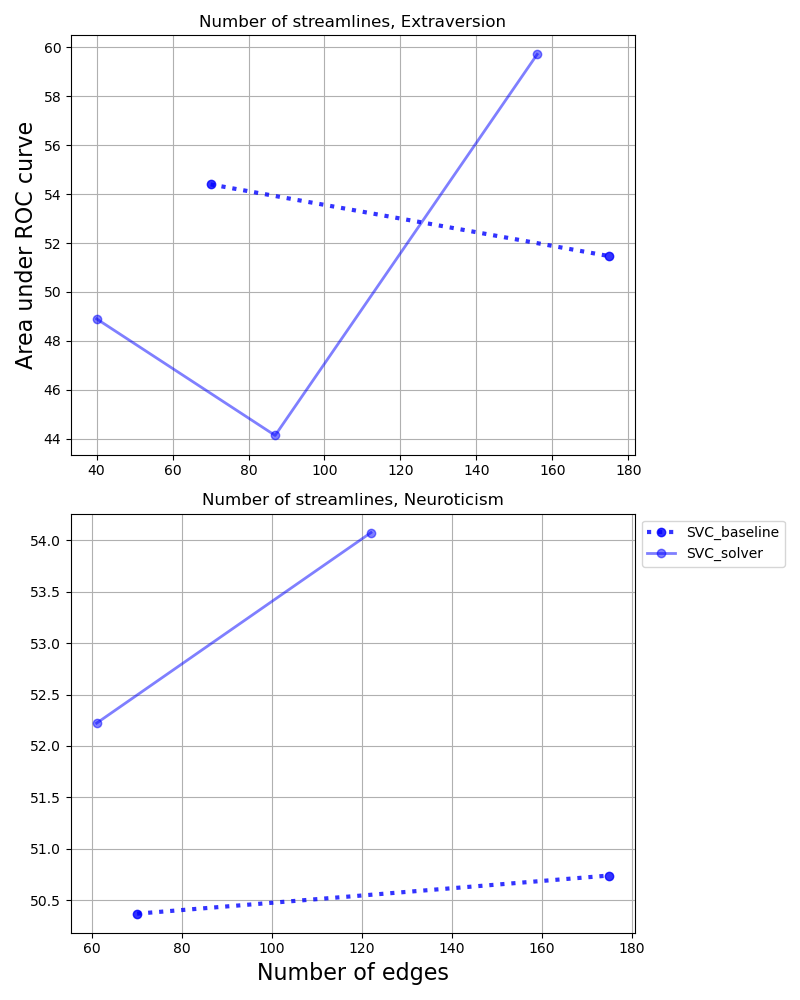 Number of streamlines, Extraversion
Area under ROC curve
60
58
56
54
52
50
48
46
44
40 60 80 100 120 140 160 180
Number of streamlines, Neuroticism
54.0
53.5
53.0
52.5
52.0
51.5
51.0
50.5
60 80 100 120 140 160 180
Number of edges
SVC_baseline
SVC_solver